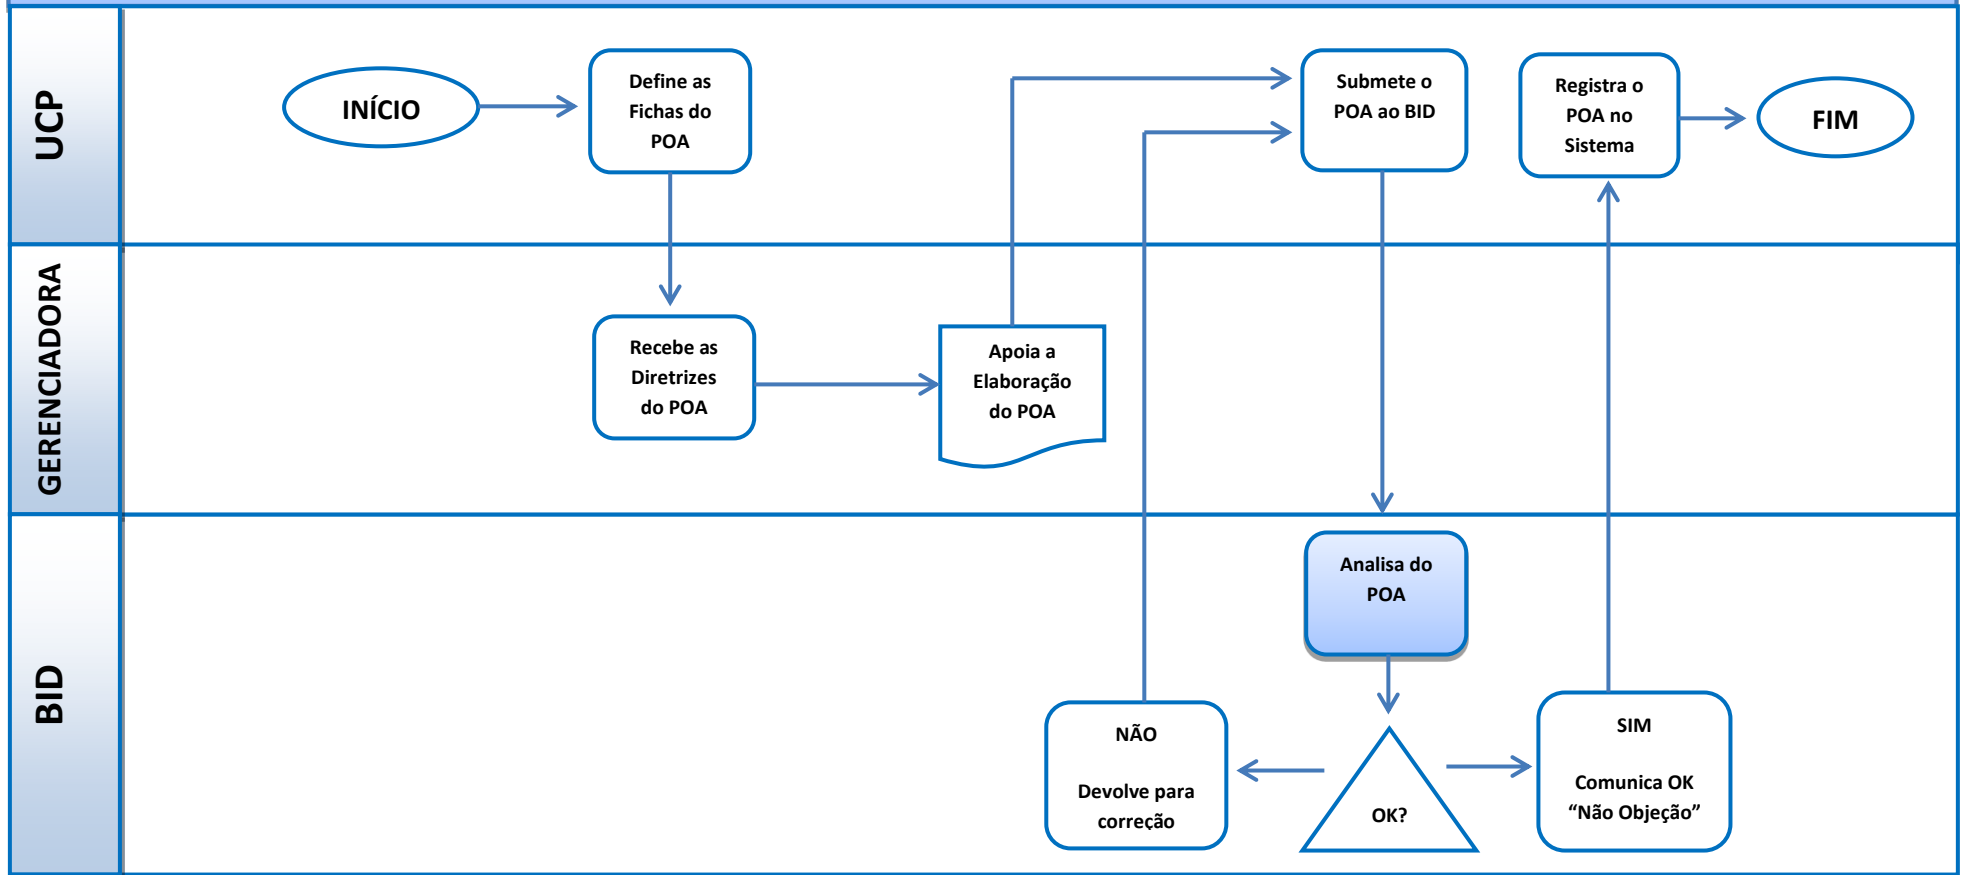 UCP
INÍCIO
Define as
Fichas do
POA
Submete o
POA ao BID
Registra o
POA no
Sistema
FIM
GERENCIADORA
Recebe as
Diretrizes
do POA
Apoia a
Elaboração
do POA
BID
Analisa do
POA
NÃO
Devolve para
correção
OK?
SIM
Comunica OK
“Não Objeção”